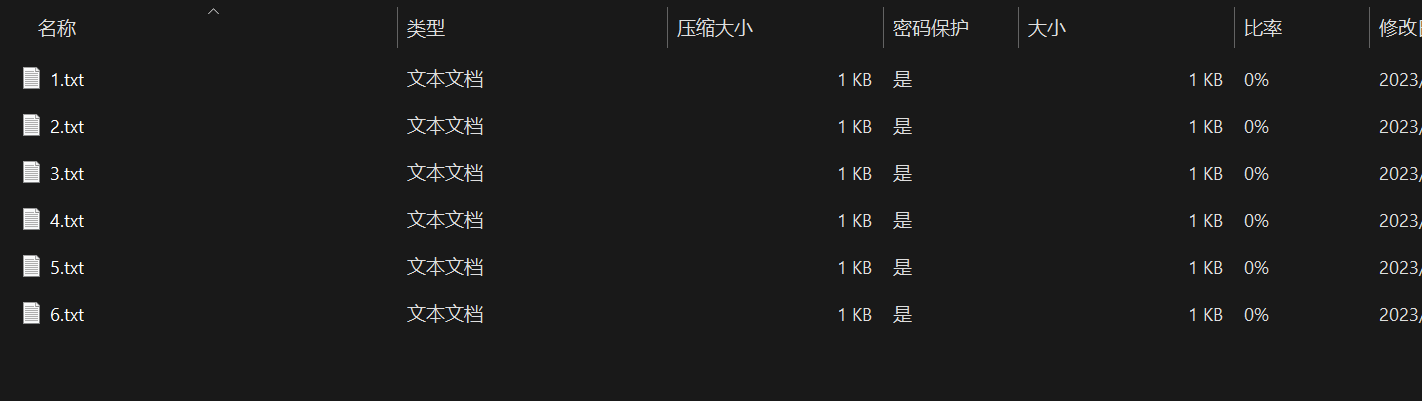 名称 类型 压缩大小 密码保护 大小 比率 修改
1.txt 文本文档 1 KB 是 1 KB 0% 2023/
2.txt 文本文档 1 KB 是 1 KB 0% 2023/
3.txt 文本文档 1 KB 是 1 KB 0% 2023/
4.txt 文本文档 1 KB 是 1 KB 0% 2023/
5.txt 文本文档 1 KB 是 1 KB 0% 2023/
6.txt 文本文档 1 KB 是 1 KB 0% 2023/